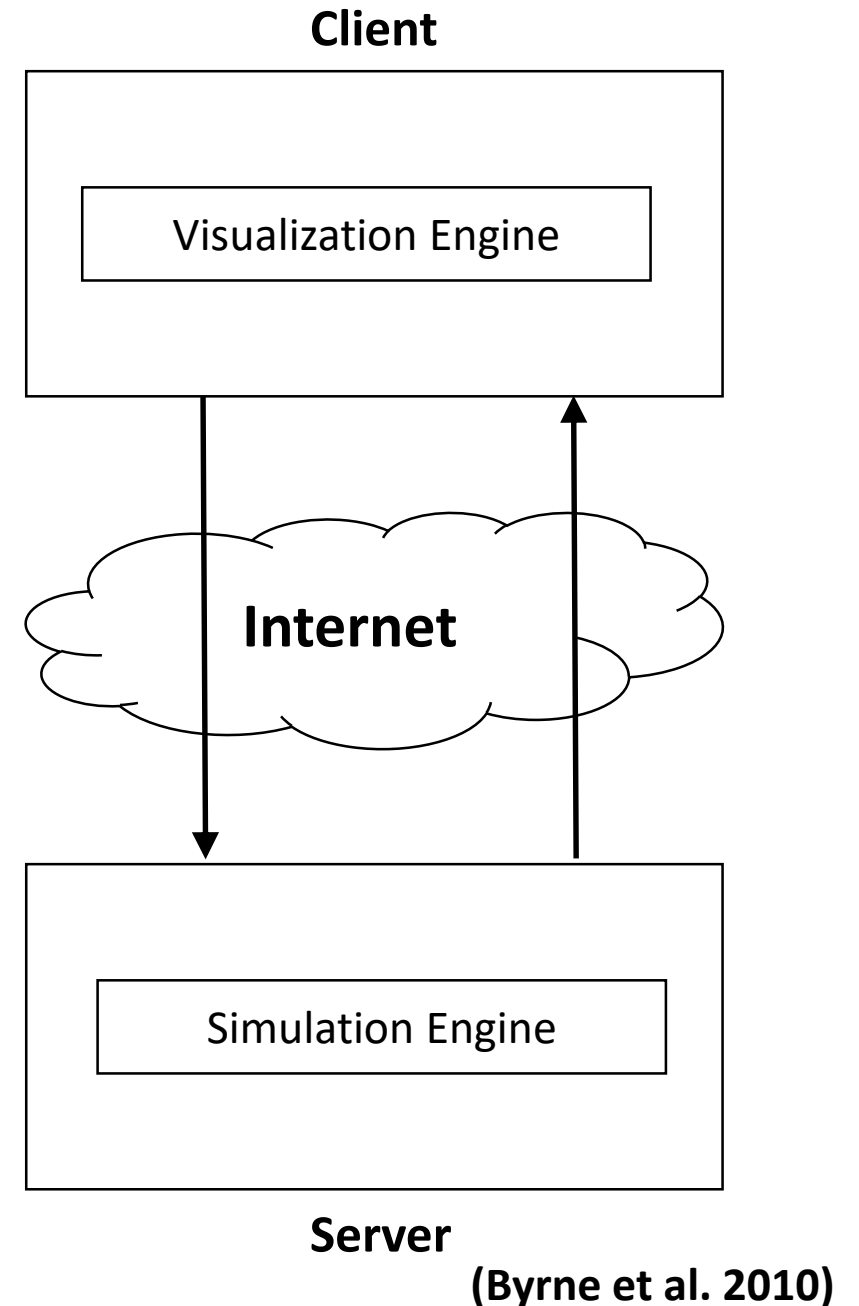 Client
Visualization Engine
Internet
Simulation Engine
Server
(Byrne et al. 2010)